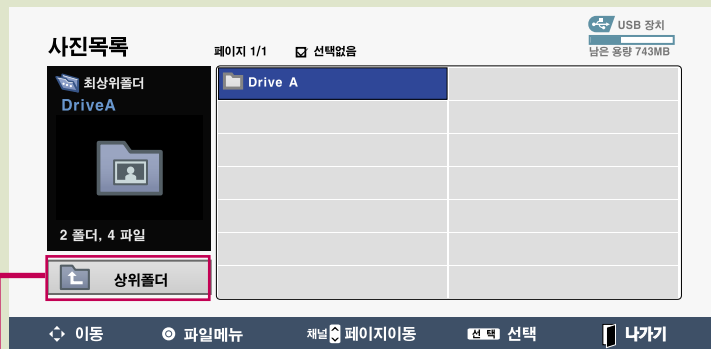 USB 장치
사진목록
페이지 1/1 선택없음
남은 용량 743MB
최상위폴더
DriveA
Drive A
2 폴더, 4 파일
상위폴더
이동 파일메뉴 채널 페이지이동 선택 선택 나가기